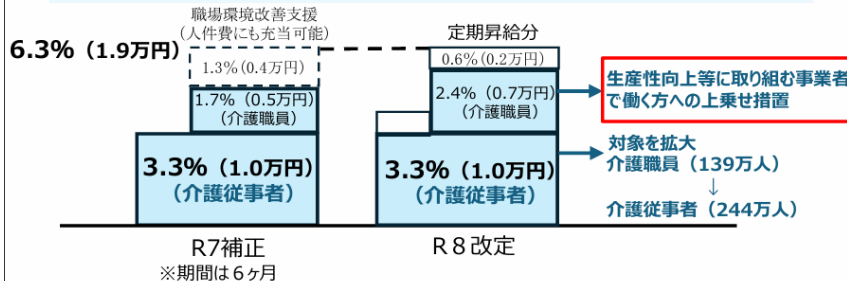 職場環境改善支援
(人件費にも充当可能)
定期昇給分
6.3%（1.9万円）
1.3%(0.4万円)
0.6%(0.2万円)
1.7%（0.5万円）
(介護職員)
2.4%（0.7万円）
(介護職員)
生産性向上等に取り組む事業者
で働く方への上乗せ措置
3.3%（1.0万円）
（介護従事者）
3.3%（1.0万円）
（介護従事者）
対象を拡大
介護職員（139万人）
↓
介護従事者（244万人）
R7補正
※期間は６ヶ月
R８改定